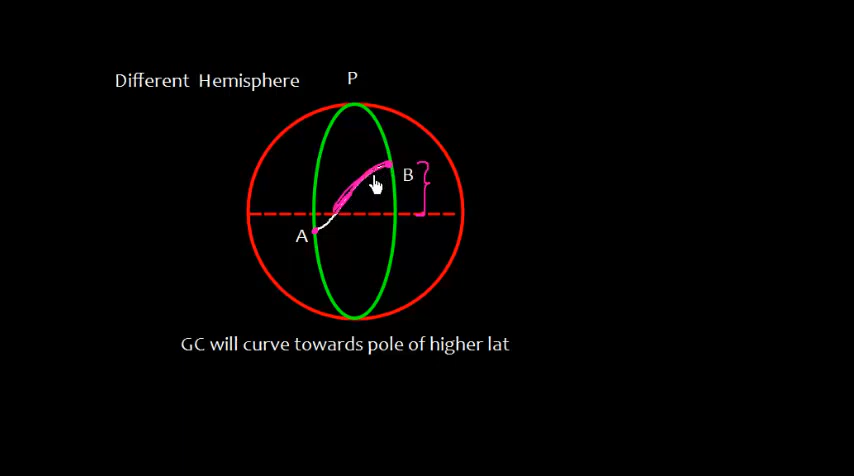 Different Hemisphere
P
B
A
GC will curve towards pole of higher lat